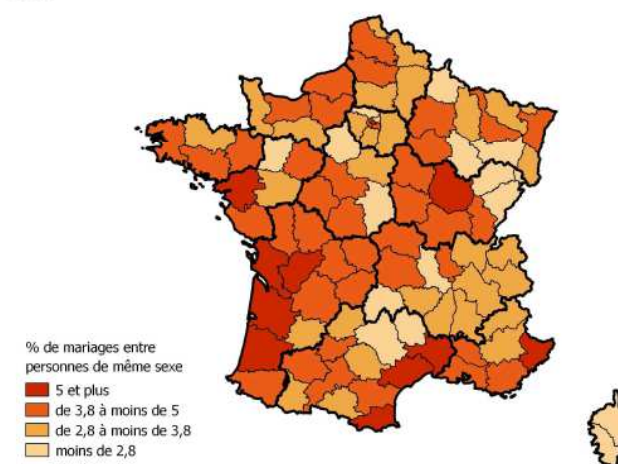 % de mariages entre
personnes de même sexe
5 et plus
de 3,8 à moins de 5
de 2,8 à moins de 3,8
moins de 2,8